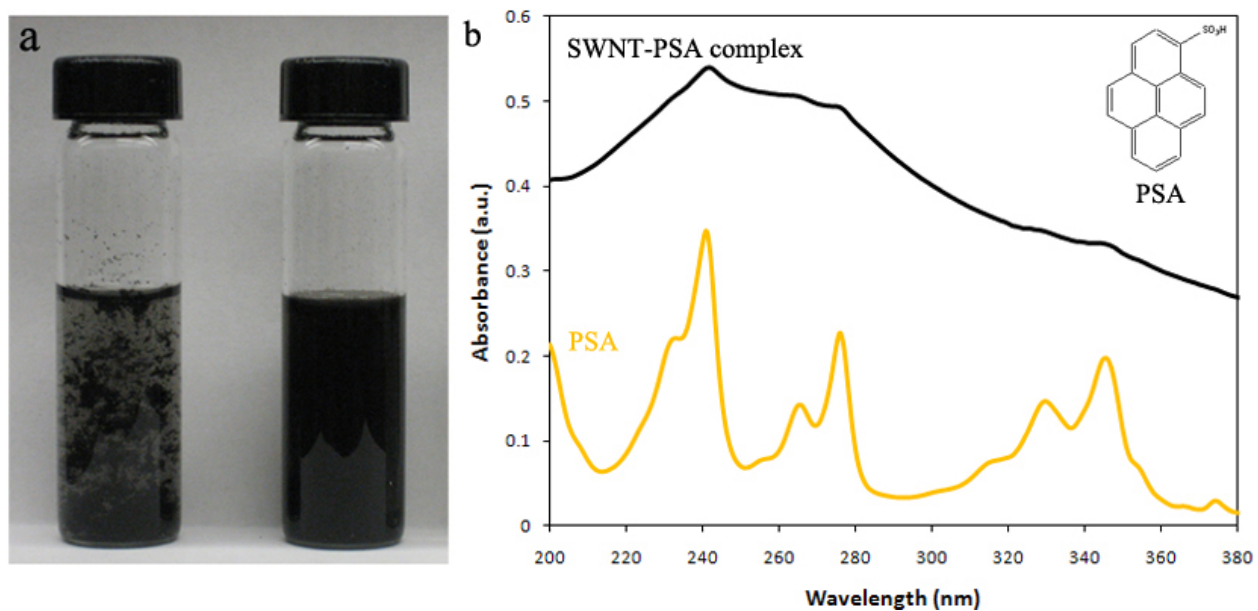 a
b
0.6
0.5
0.4
0.3
0.2
0.1
0
Absorbance (a.u.)
SWNT-PSA complex
SO₃H
PSA
PSA
200 220 240 260 280 300 320 340 360 380
Wavelength (nm)